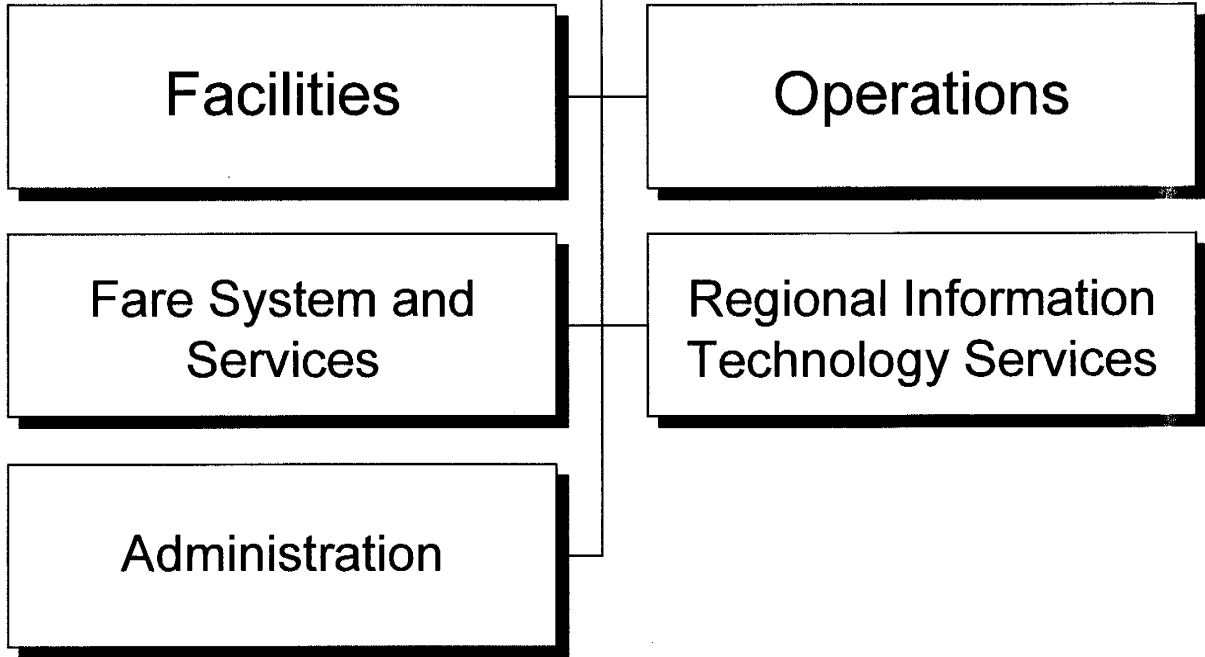 Facilities
Operations
Fare System and
Services
Regional Information
Technology Services
Administration